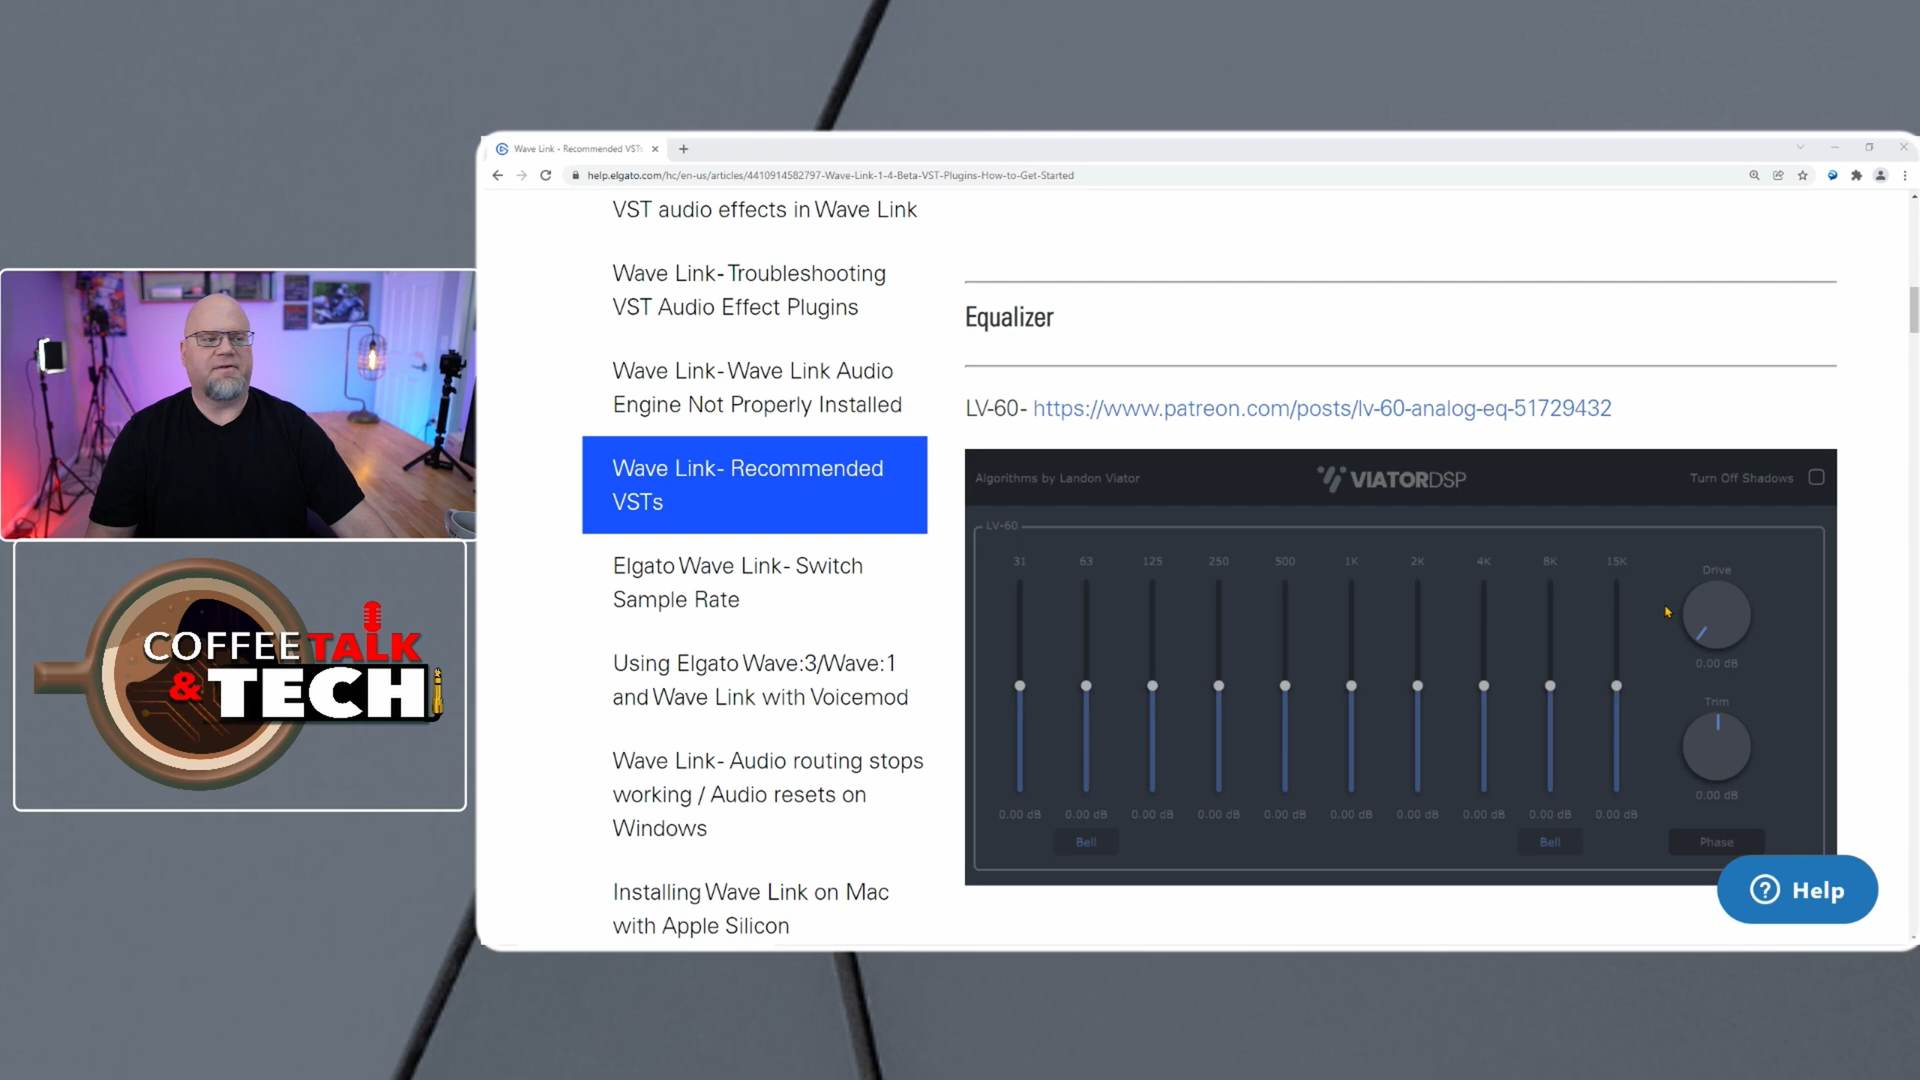 Wave Link - Recommended VSTs
help.elgato.com/hc/en-us/articles/4410914582797-Wave-Link-1-4-Beta-VST-Plugins-How-to-Get-Started
VST audio effects in Wave Link
Wave Link - Troubleshooting
VST Audio Effect Plugins
Wave Link - Wave Link Audio
Engine Not Properly Installed
Wave Link - Recommended
VSTs
Elgato Wave Link - Switch
Sample Rate
Using Elgato Wave:3/Wave:1
and Wave Link with Voicemod
Wave Link - Audio routing stops
working / Audio resets on
Windows
Installing Wave Link on Mac
with Apple Silicon
Equalizer
LV-60 - https://www.patreon.com/posts/lv-60-analog-eq-51729432
Algorithms by Landon Viator
VIATORDSP
Turn Off Shadows
LV-60
31 63 125 250 500 1K 2K 4K 8K 15K
Drive
0.00 dB
Trim
0.00 dB
0.00 dB 0.00 dB 0.00 dB 0.00 dB 0.00 dB 0.00 dB 0.00 dB 0.00 dB 0.00 dB 0.00 dB
Bell Bell Phase
Help
COFFEE TALK
& TECH